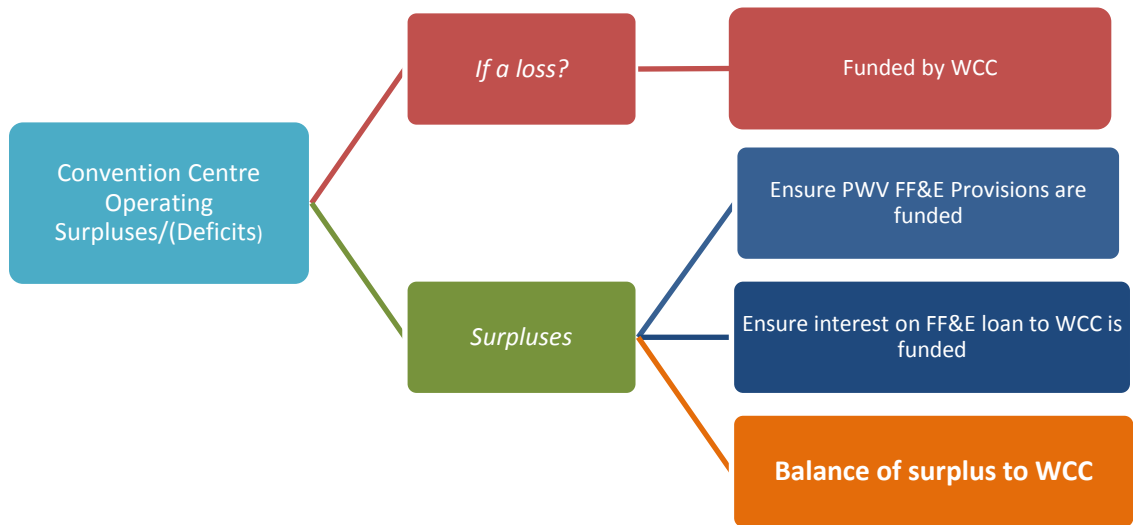 Convention Centre
Operating
Surpluses/(Deficits)
If a loss?
Funded by WCC
Surpluses
Ensure PWV FF&E Provisions are
funded
Ensure interest on FF&E loan to WCC is
funded
Balance of surplus to WCC